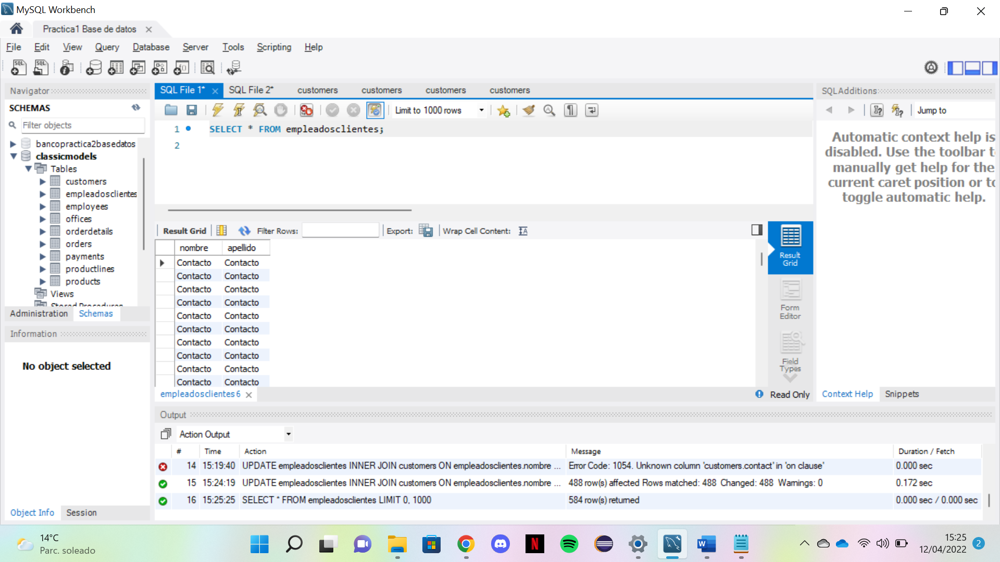 MySQL Workbench
Practica1 Base de datos
File Edit View Query Database Server Tools Scripting Help
Navigator
SCHEMAS
Filter objects
bancopractica2basedatos
classicmodels
Tables
customers
empleadosclientes
employees
offices
orderdetails
orders
payments
productlines
products
Views
Stored Procedures
Administration Schemas
Information
No object selected
Object Info Session
SQL File 1* SQL File 2* customers customers customers customers
Limit to 1000 rows
1 SELECT * FROM empleadosclientes;
2
Result Grid Filter Rows: Export: Wrap Cell Content:
nombre apellido
Contacto Contacto
Contacto Contacto
Contacto Contacto
Contacto Contacto
Contacto Contacto
Contacto Contacto
Contacto Contacto
Contacto Contacto
Contacto Contacto
Contacto Contacto
Result Grid
Form Editor
Field Types
empleadosclientes 6
Read Only
SQLAdditions
Jump to
Automatic context help is
disabled. Use the toolbar t
manually get help for the
current caret position or to
toggle automatic help.
Context Help Snippets
Output
Action Output
# Time Action Message Duration / Fetch
14 15:19:40 UPDATE empleadosclientes INNER JOIN customers ON empleadosclientes.nombre ... Error Code: 1054. Unknown column 'customers.contact' in 'on clause' 0.000 sec
15 15:24:19 UPDATE empleadosclientes INNER JOIN customers ON empleadosclientes.nombre ... 488 row(s) affected Rows matched: 488 Changed: 488 Warnings: 0 0.172 sec
16 15:25:25 SELECT * FROM empleadosclientes LIMIT 0, 1000 584 row(s) returned 0.000 sec / 0.000 sec
14°C
Parc. soleado
15:25
12/04/2022
2